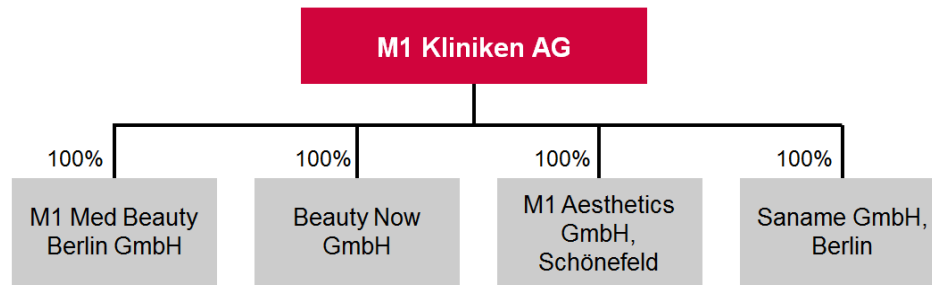 M1 Kliniken AG
100%
100%
100%
100%
M1 Med Beauty
Berlin GmbH
Beauty Now
GmbH
M1 Aesthetics
GmbH,
Schönefeld
Saname GmbH,
Berlin